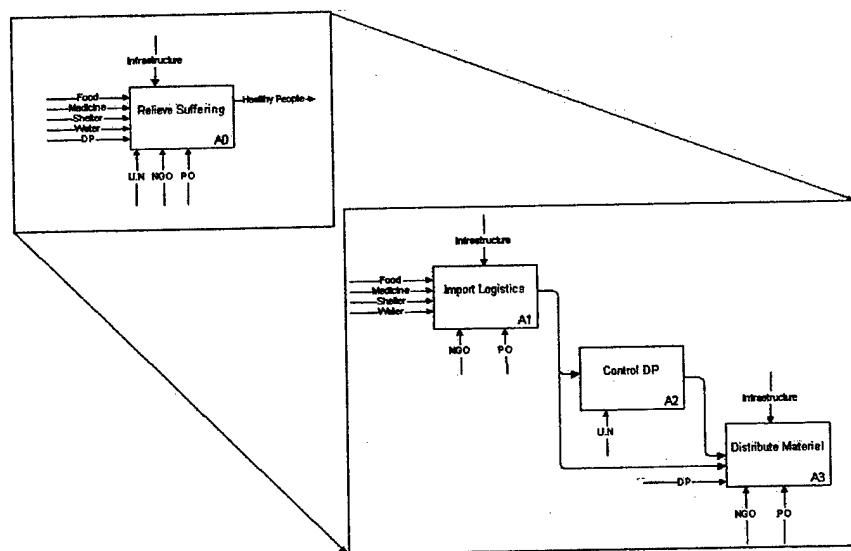 Infrastructure
Food
Medicine
Shelter
Water
DP
Relieve Suffering
A0
Healthy People
U.N NGO PO
Infrastructure
Food
Medicine
Shelter
Water
Import Logistics
A1
NGO PO
Control DP
A2
U.N
Infrastructure
Distribute Materiel
A3
DP
NGO PO